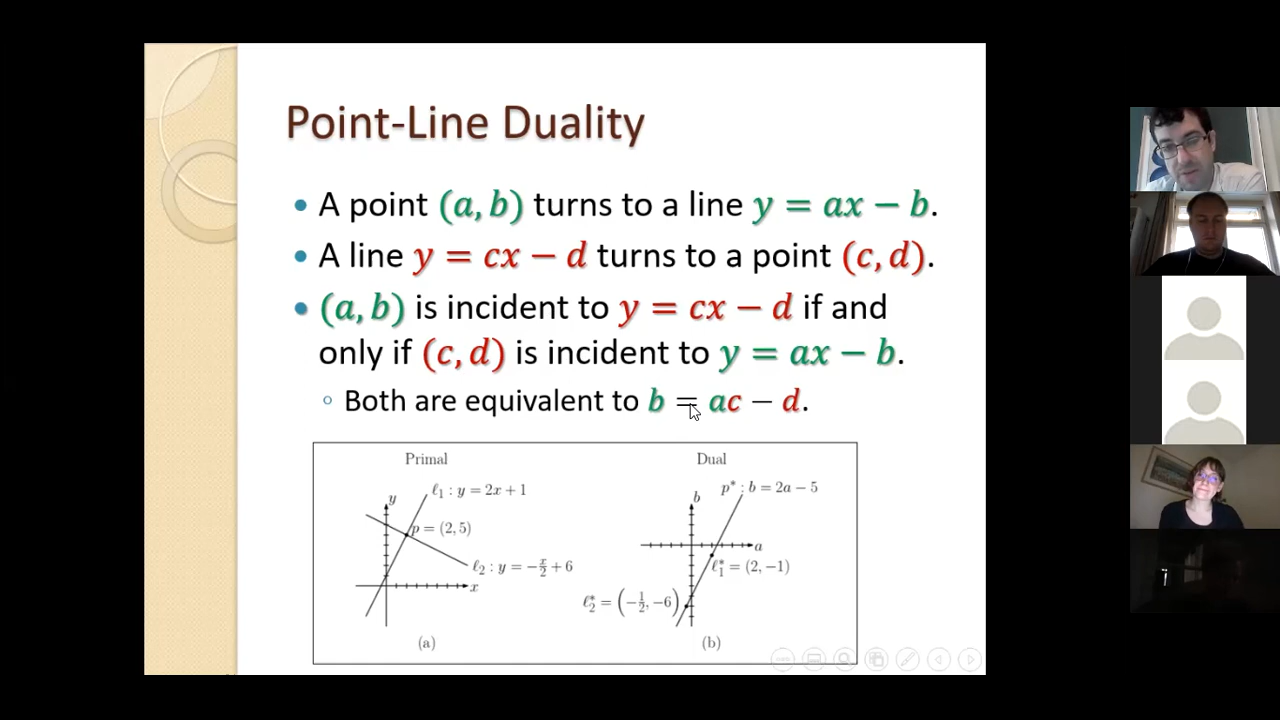 Point-Line Duality
• A point (a, b) turns to a line y = ax − b.
• A line y = cx − d turns to a point (c, d).
• (a, b) is incident to y = cx − d if and
only if (c, d) is incident to y = ax − b.
◦ Both are equivalent to b = ac − d.
Primal
Dual
y
ℓ₁ : y = 2x + 1
p = (2, 5)
ℓ₂ : y = −x/2 + 6
x
(a)
b
p* : b = 2a − 5
a
ℓ₁* = (2, −1)
ℓ₂* = (−1/2, −6)
(b)